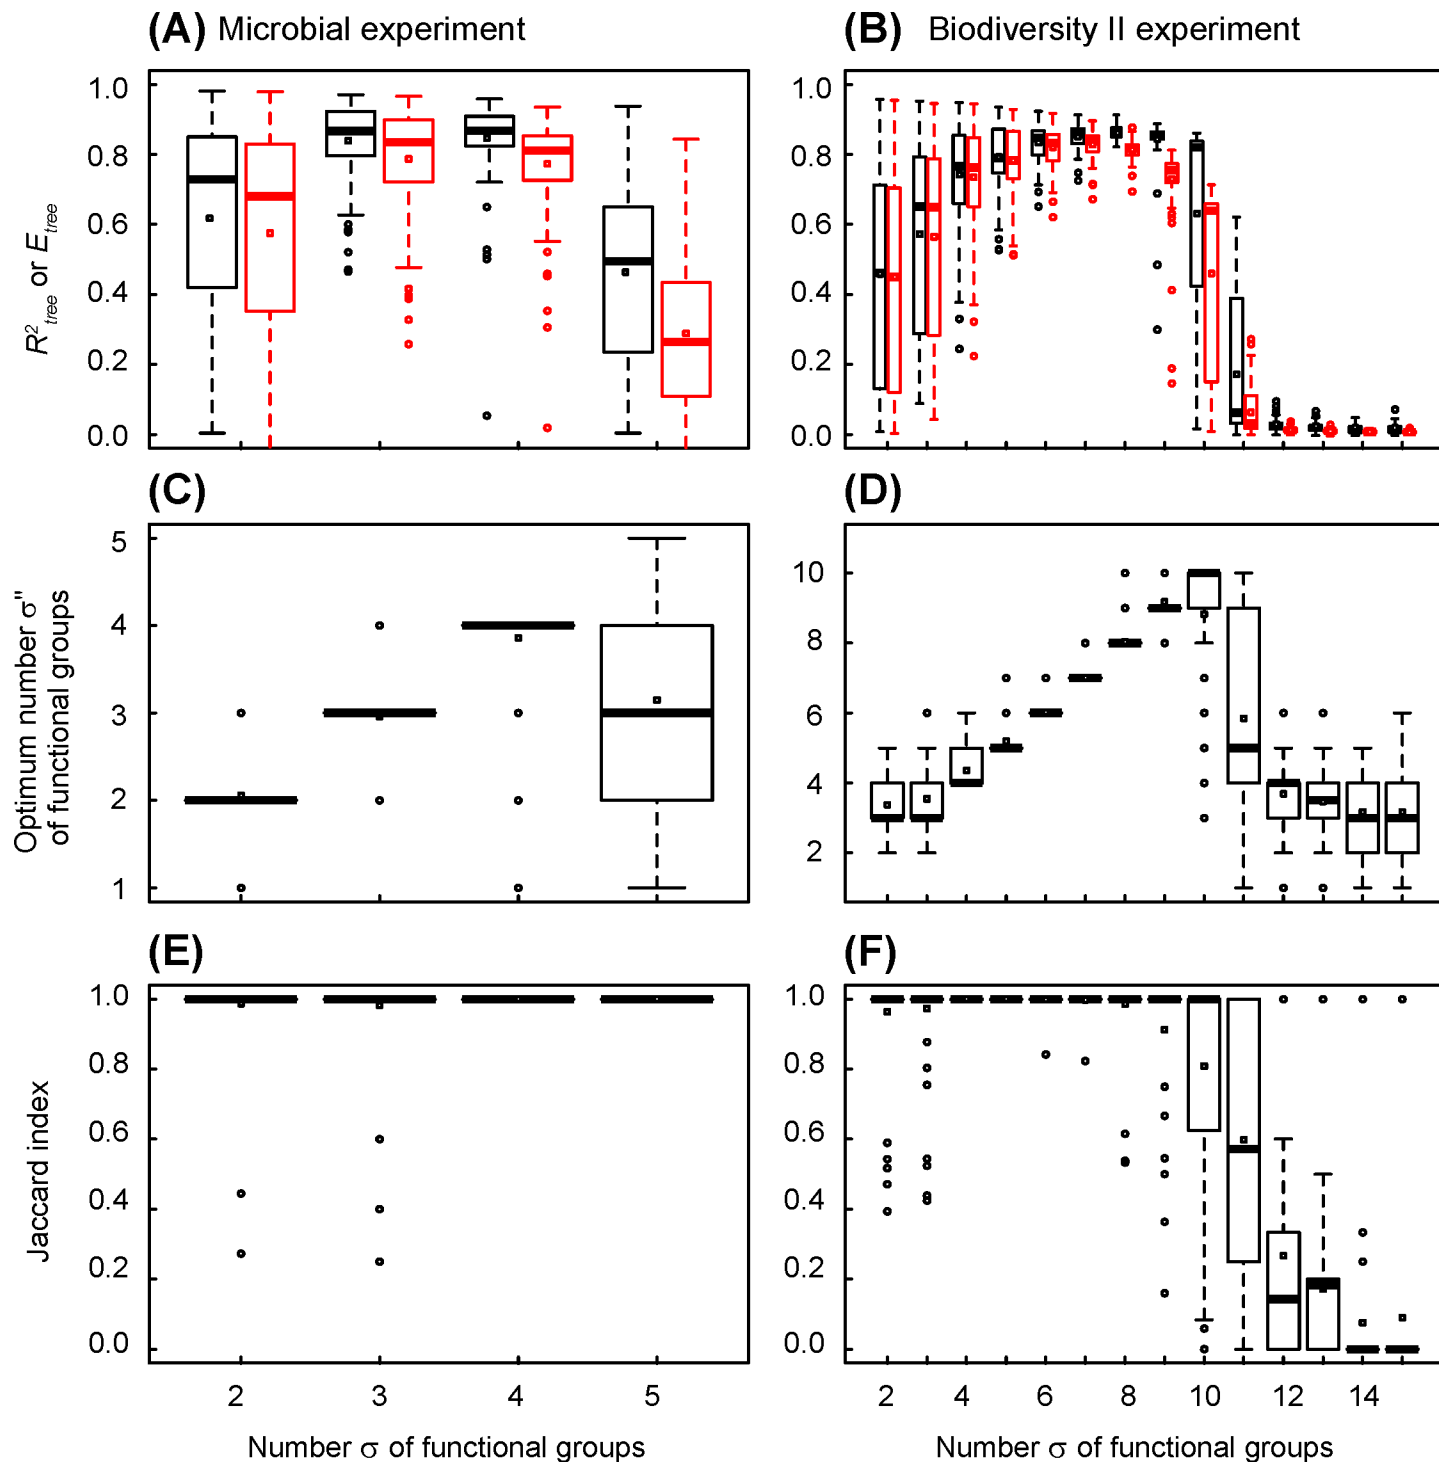 (A) Microbial experiment
(B) Biodiversity II experiment
R²tree or Etree
1.0
0.8
0.6
0.4
0.2
0.0
1.0
0.8
0.6
0.4
0.2
0.0
(C)
(D)
Optimum number σ"
of functional groups
5
4
3
2
1
10
8
6
4
2
(E)
(F)
Jaccard index
1.0
0.8
0.6
0.4
0.2
0.0
1.0
0.8
0.6
0.4
0.2
0.0
2 3 4 5
2 4 6 8 10 12 14
Number σ of functional groups
Number σ of functional groups